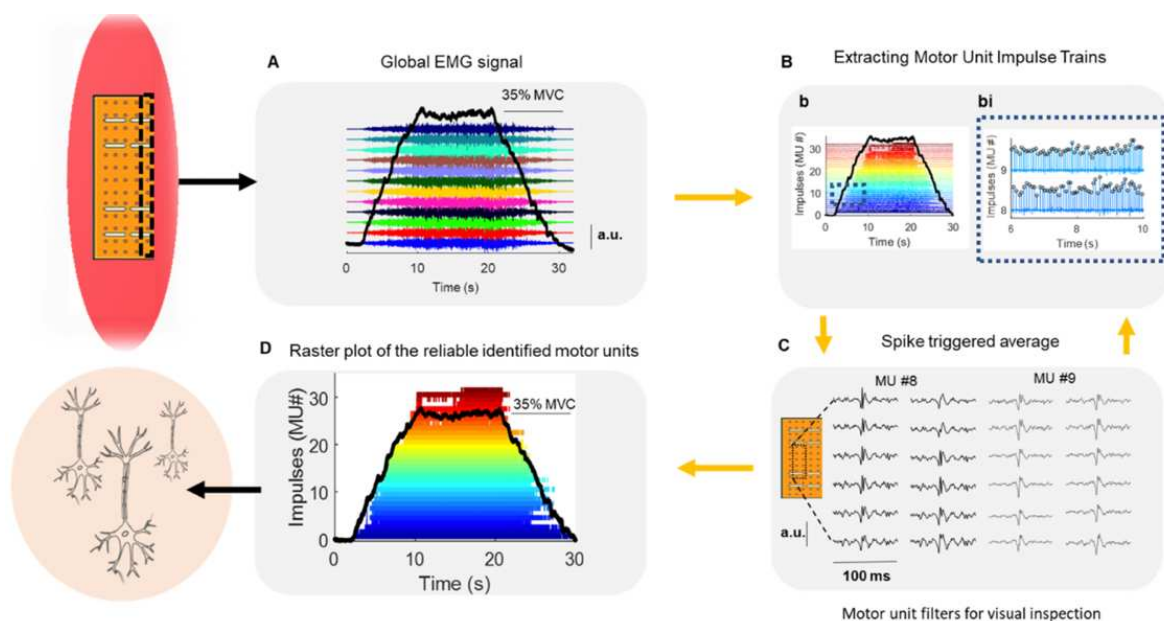 A
Global EMG signal
35% MVC
a.u.
0 10 20 30
Time (s)
B
Extracting Motor Unit Impulse Trains
b
Impulses (MU #)
30
20
10
0
0 10 20 30
Time (s)
bi
Impulses (MU #)
9
8
6 8 10
Time (s)
C
Spike triggered average
MU #8 MU #9
a.u.
100 ms
Motor unit filters for visual inspection
D
Raster plot of the reliable identified motor units
Impulses (MU#)
30
20
10
0
35% MVC
0 10 20 30
Time (s)